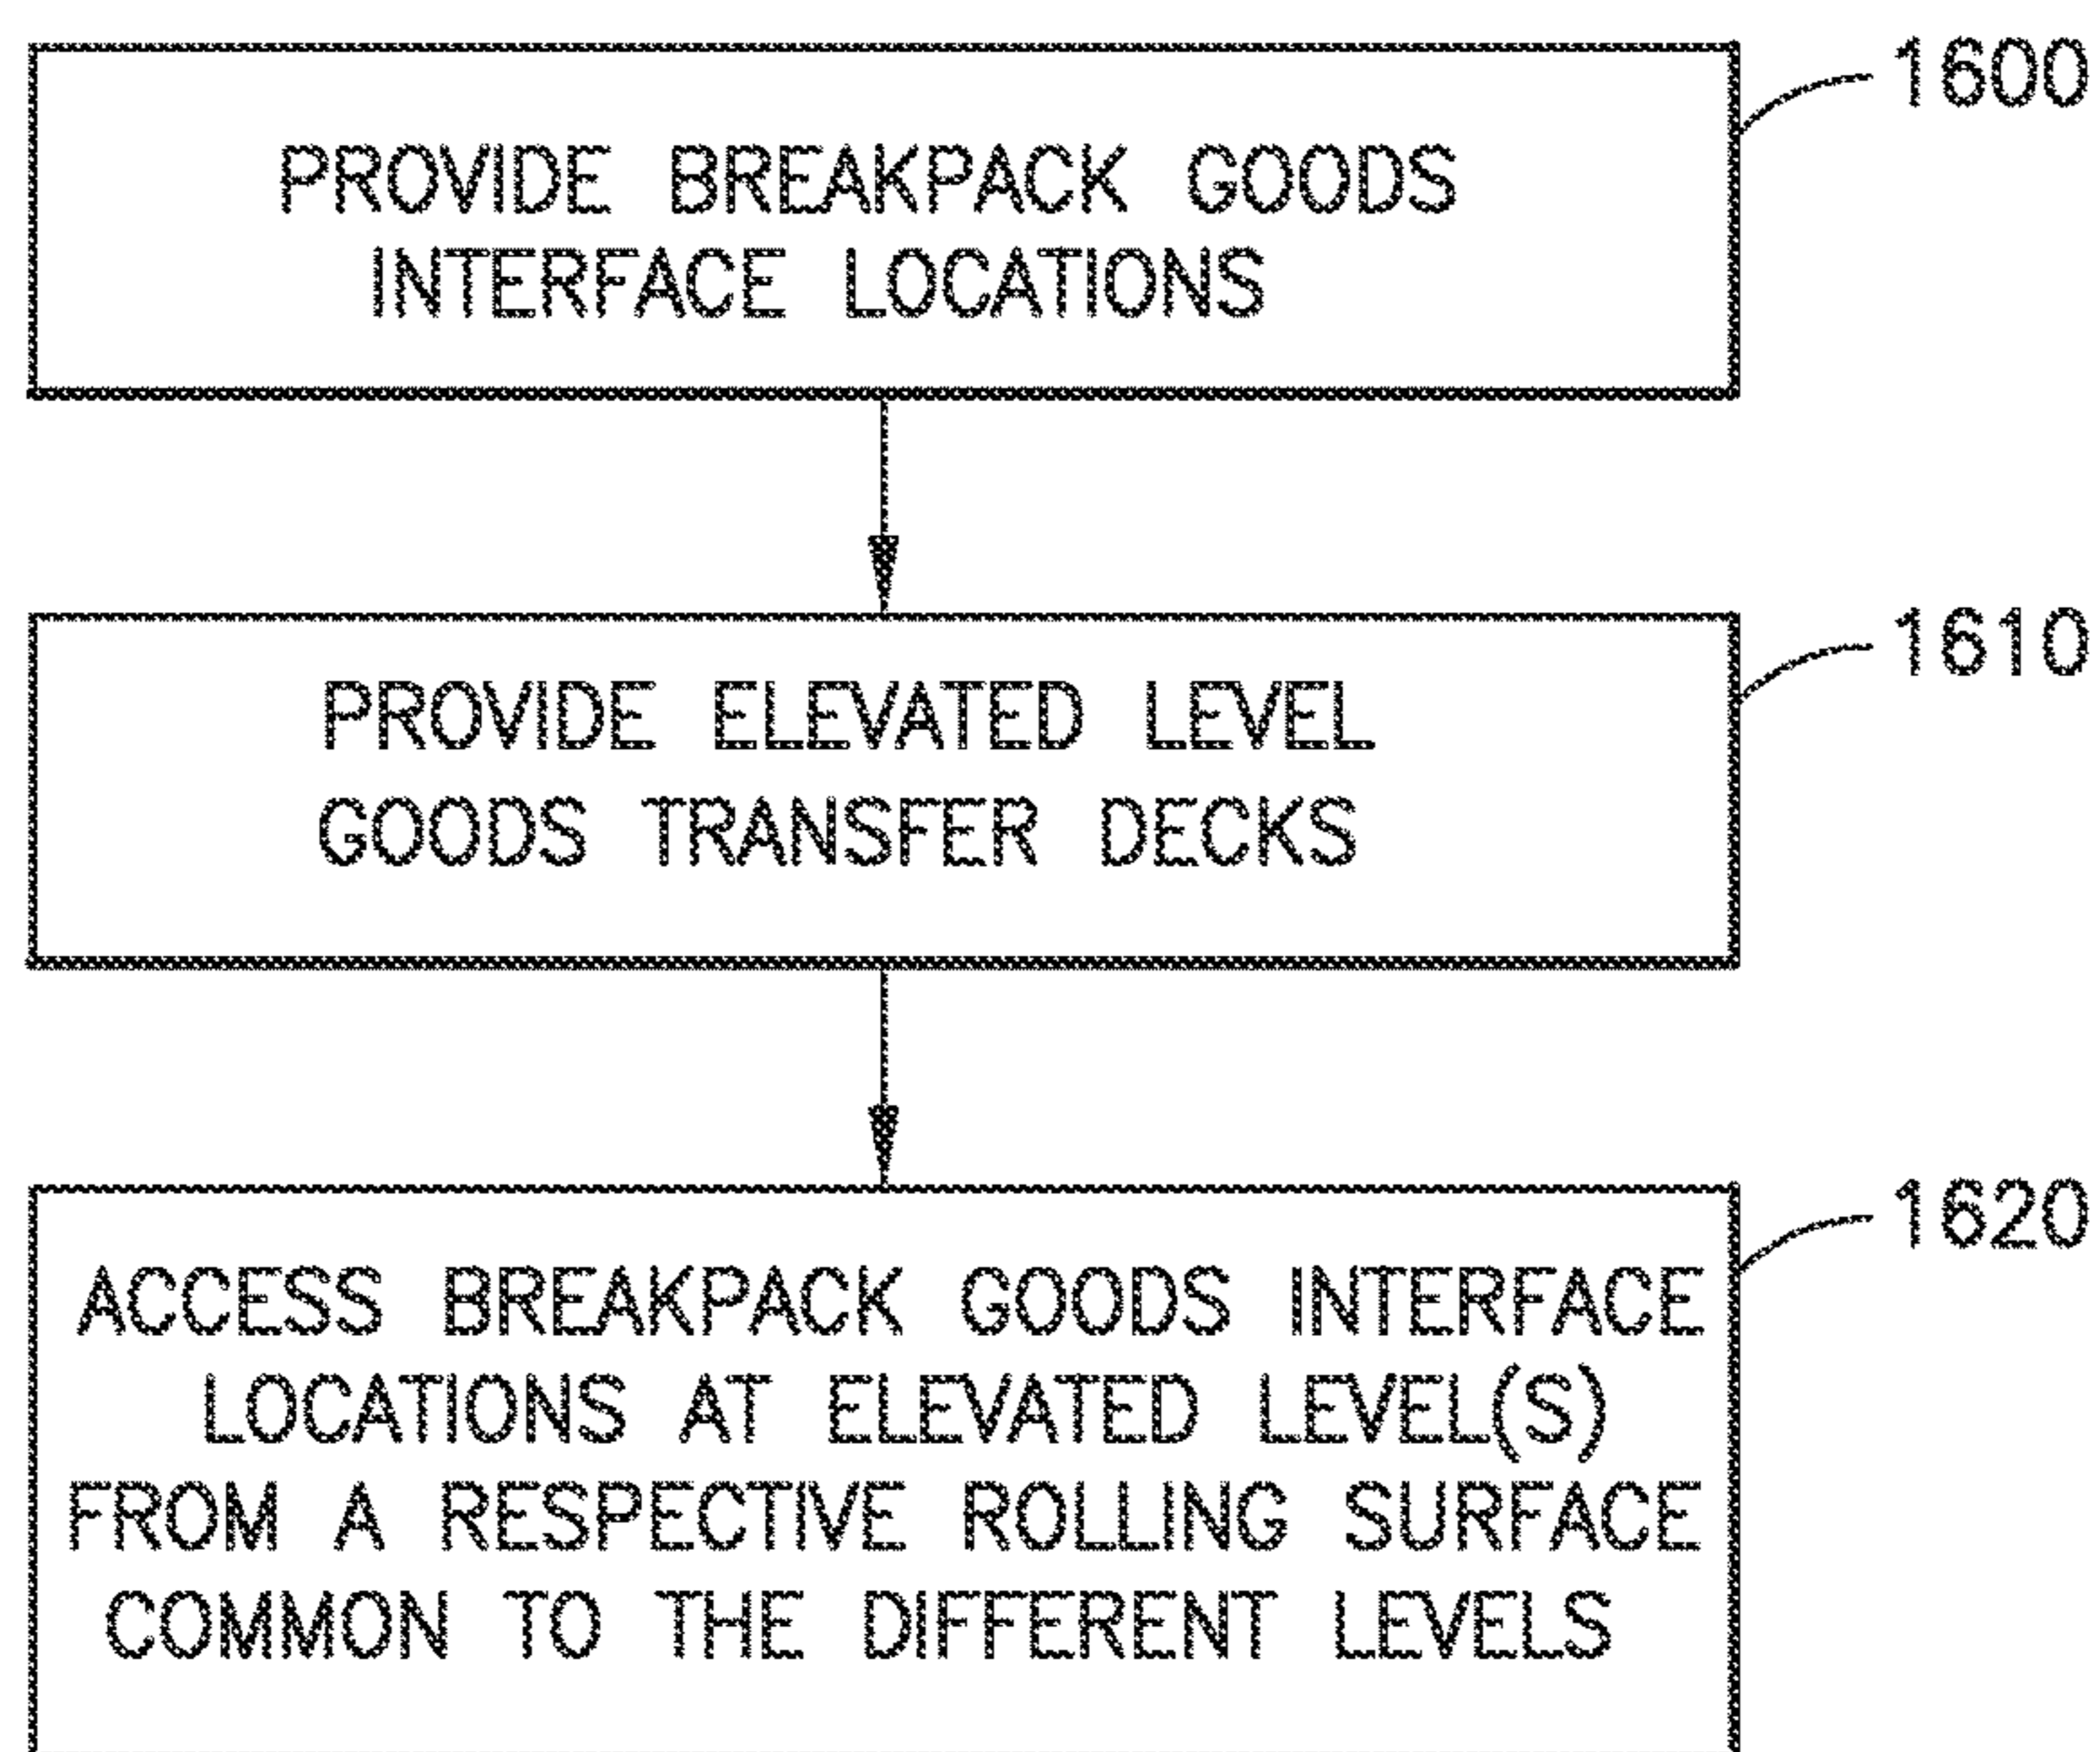 1600
PROVIDE BREAKPACK GOODS
INTERFACE LOCATIONS
1610
PROVIDE ELEVATED LEVEL
GOODS TRANSFER DECKS
1620
ACCESS BREAKPACK GOODS INTERFACE
LOCATIONS AT ELEVATED LEVEL(S)
FROM A RESPECTIVE ROLLING SURFACE
COMMON TO THE DIFFERENT LEVELS